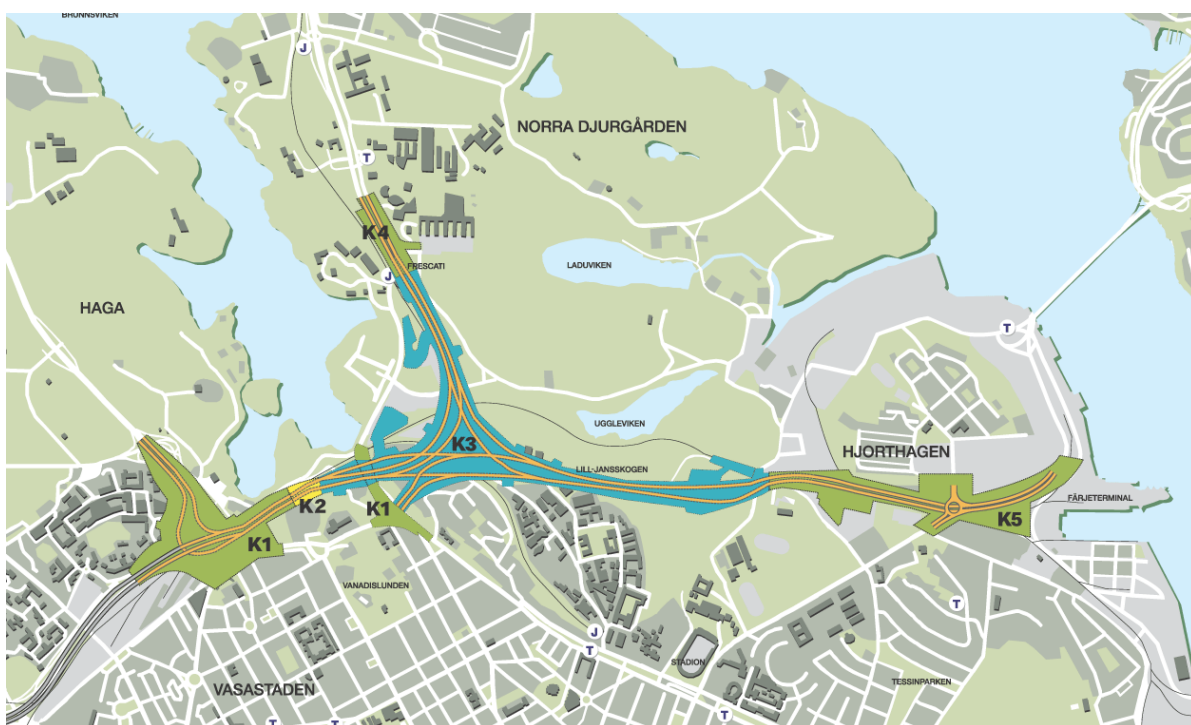 BRUNNSVIKEN
J
NORRA DJURGÅRDEN
T
K4
FRESCATI
J
LADUVIKEN
HAGA
T
UGGLEVIKEN
K3
HJORTHAGEN
LILL-JANSSKOGEN
K2
K1
FÄRJETERMINAL
K5
K1
VANADISLUNDEN
T
J
T
STADION
TESSINPARKEN
VASASTADEN
T
T
T